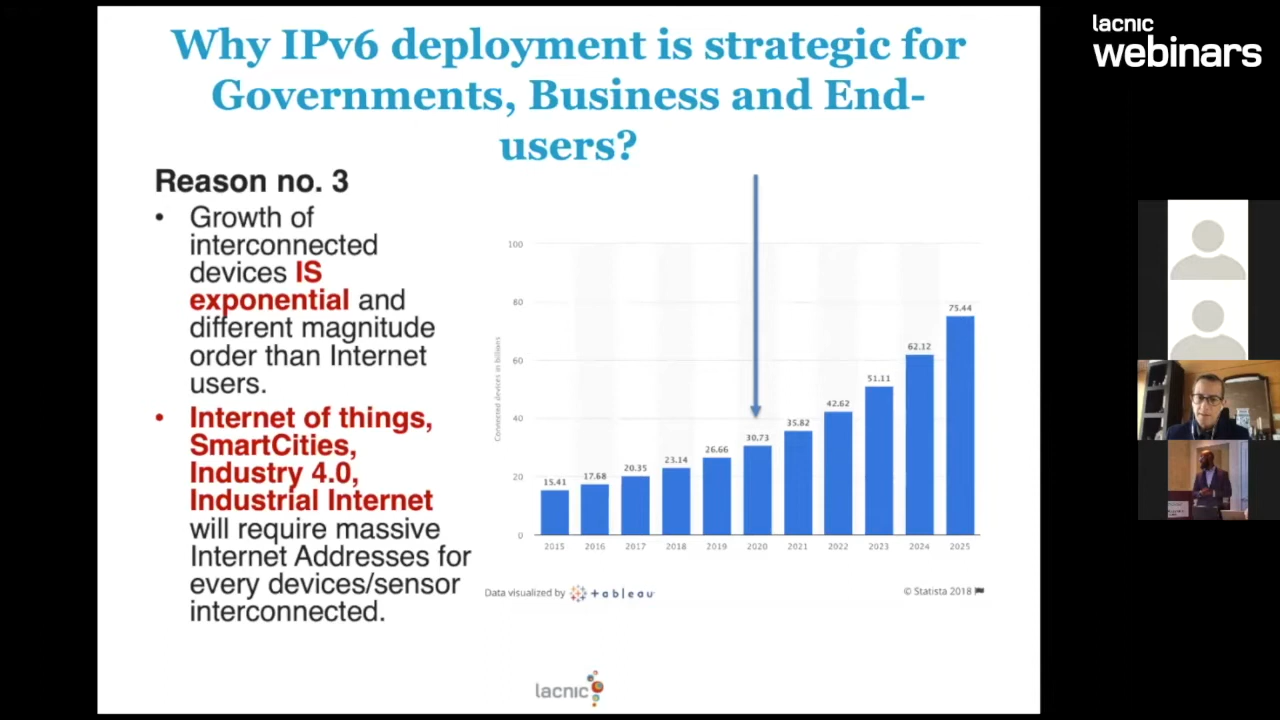 Why IPv6 deployment is strategic for
Governments, Business and End-
users?
lacnic
webinars
Reason no. 3
• Growth of
interconnected
devices IS
exponential and
different magnitude
order than Internet
users.
• Internet of things,
SmartCities,
Industry 4.0,
Industrial Internet
will require massive
Internet Addresses for
every devices/sensor
interconnected.
Connected devices in billions
100
80
60
40
20
0
15.41
17.68
20.35
23.14
26.66
30.73
35.82
42.62
51.11
62.12
75.44
2015 2016 2017 2018 2019 2020 2021 2022 2023 2024 2025
Data visualized by +ableau
© Statista 2018
lacnic